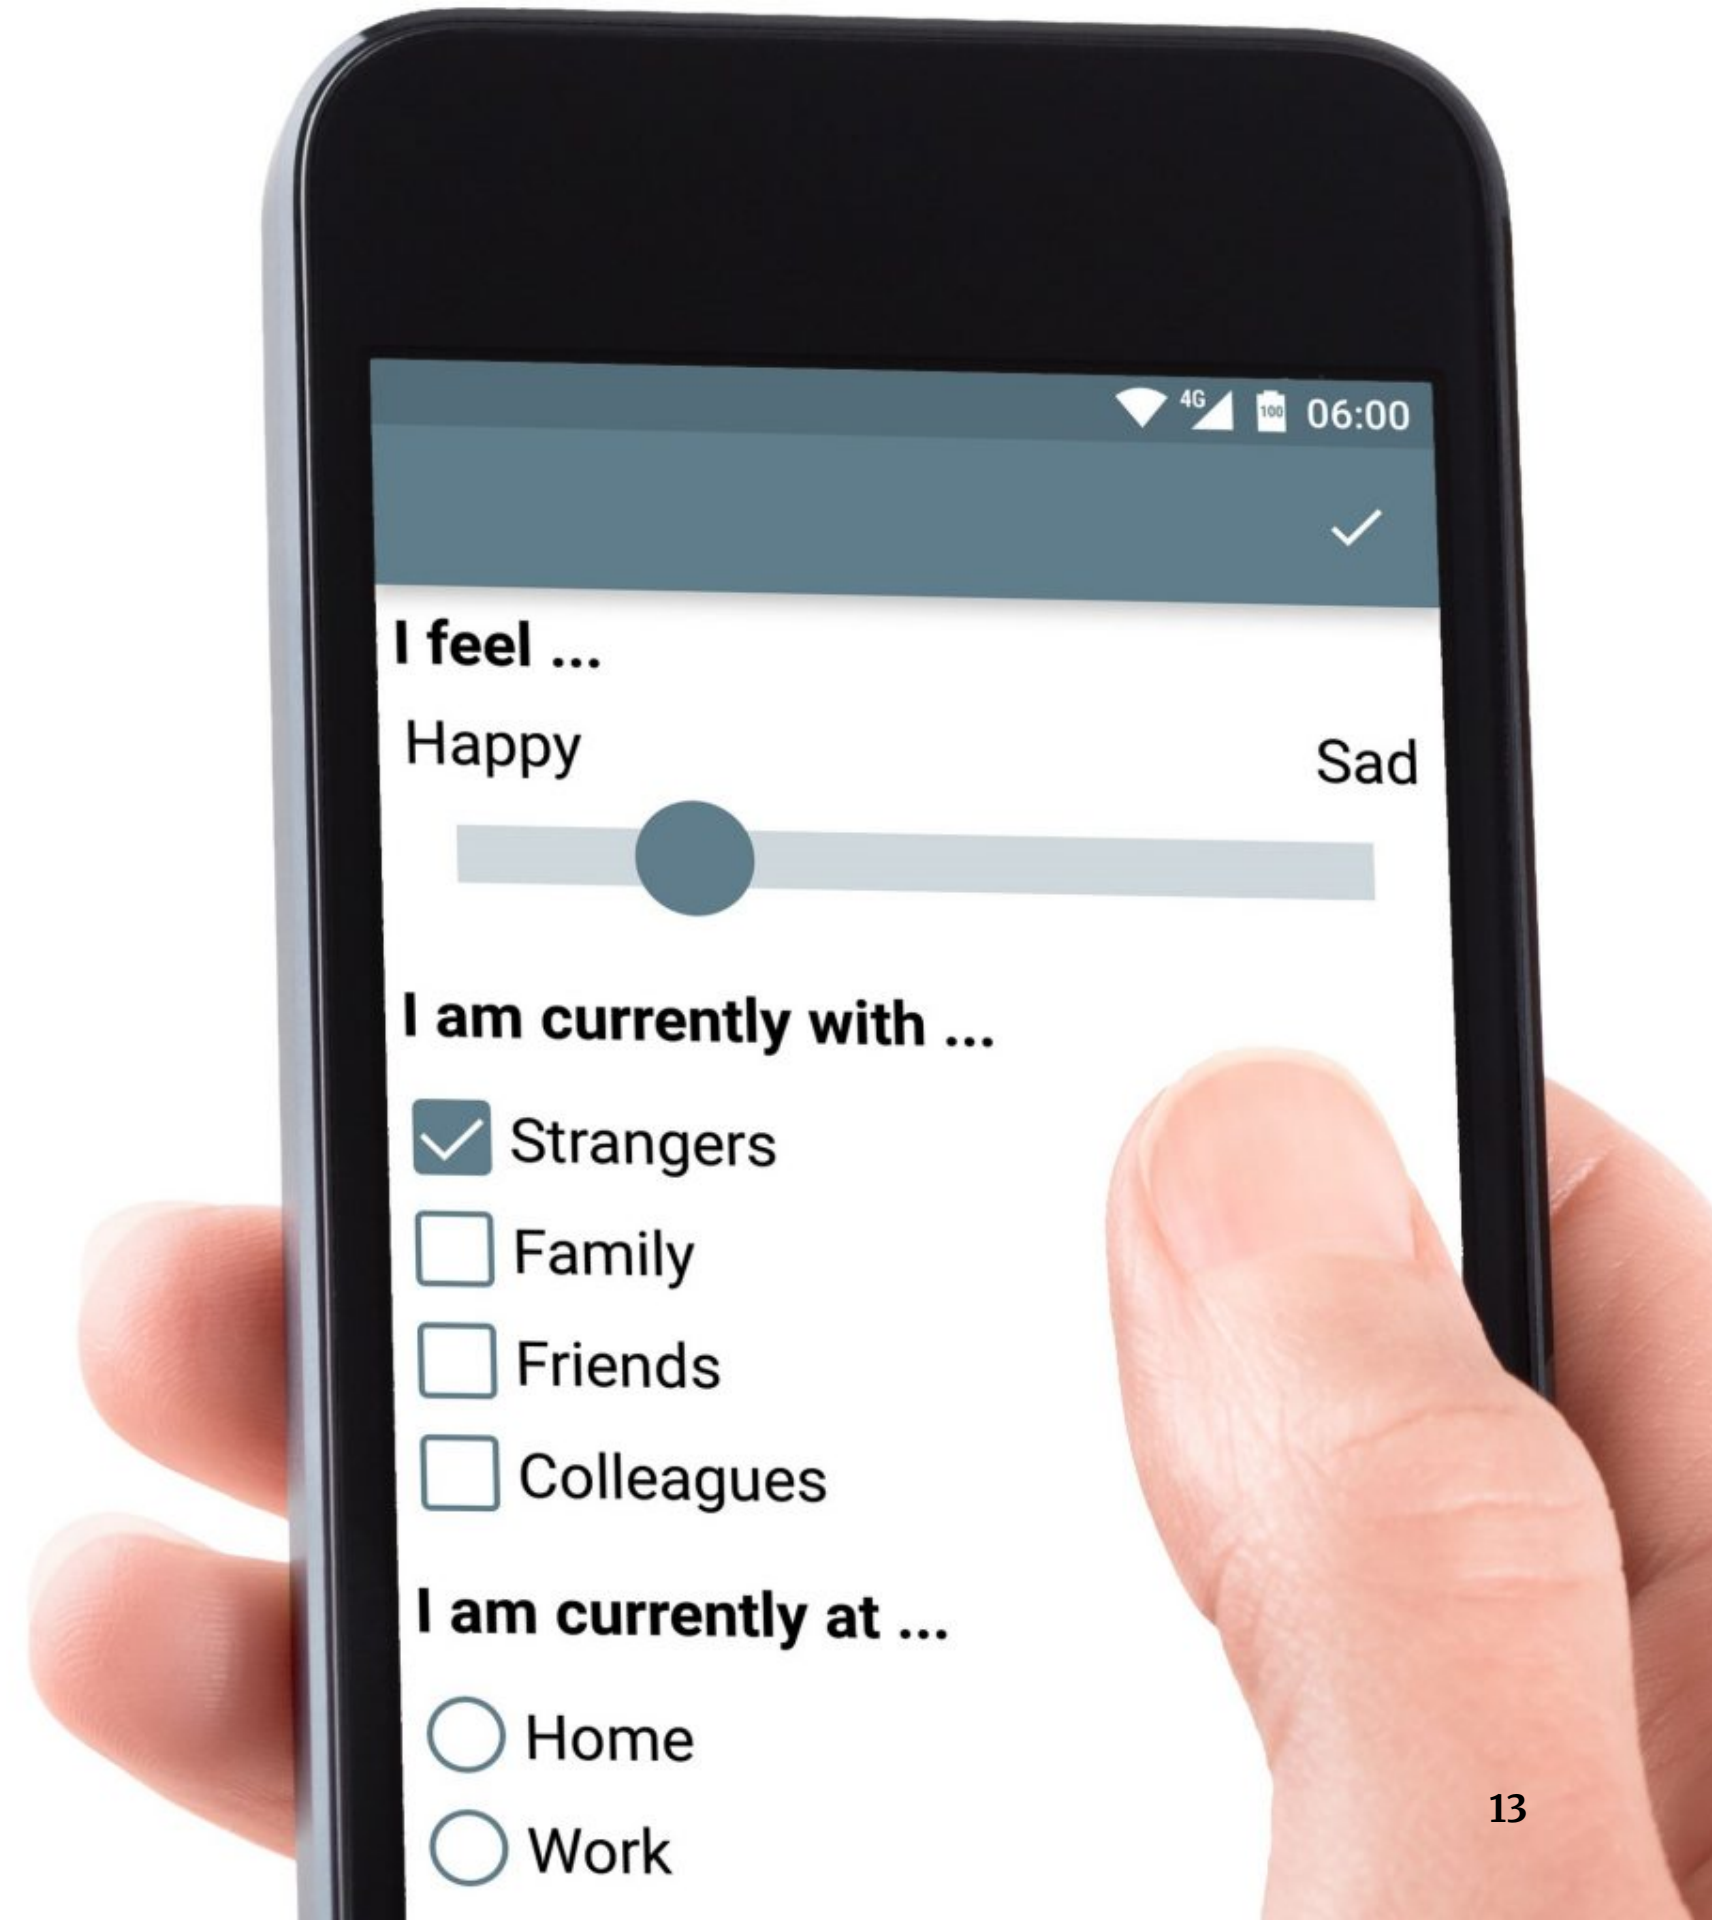 4G 100 06:00
I feel ...
Happy Sad
I am currently with ...
Strangers
Family
Friends
Colleagues
I am currently at ...
Home
Work
13